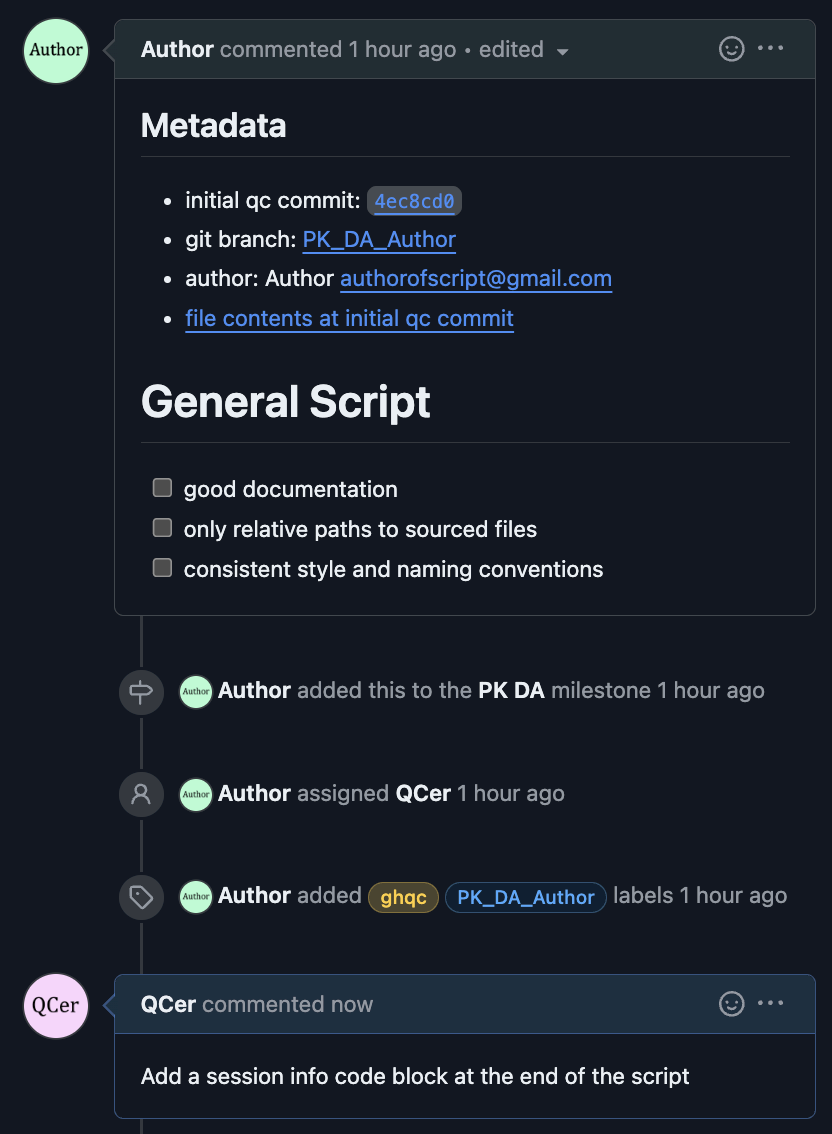 Author
Author commented 1 hour ago • edited
Metadata
• initial qc commit: 4ec8cd0
• git branch: PK_DA_Author
• author: Author authorofscript@gmail.com
• file contents at initial qc commit
General Script
good documentation
only relative paths to sourced files
consistent style and naming conventions
Author Author added this to the PK DA milestone 1 hour ago
Author Author assigned QCer 1 hour ago
Author Author added ghqc PK_DA_Author labels 1 hour ago
QCer
QCer commented now
Add a session info code block at the end of the script